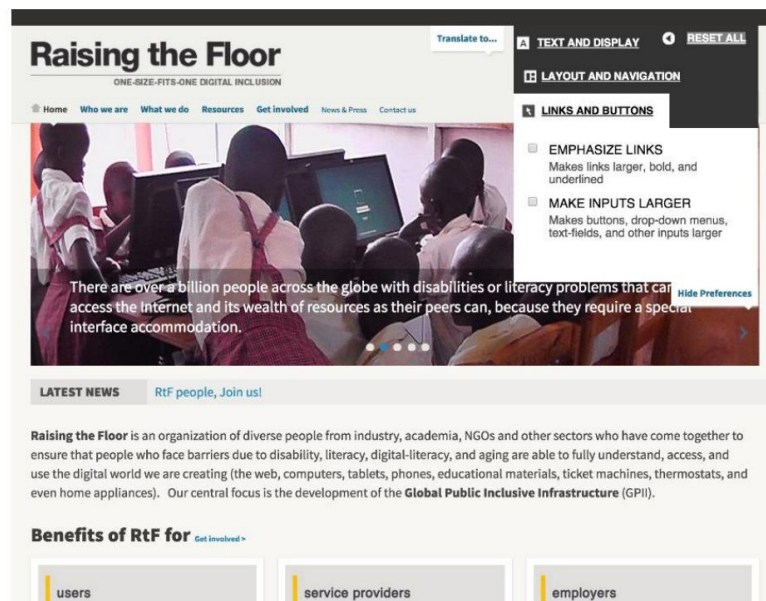 Translate to...
A TEXT AND DISPLAY
RESET ALL
Raising the Floor
ONE-SIZE-FITS-ONE DIGITAL INCLUSION
LAYOUT AND NAVIGATION
Home Who we are What we do Resources Get involved News & Press Contact us
LINKS AND BUTTONS
EMPHASIZE LINKS
Makes links larger, bold, and
underlined
MAKE INPUTS LARGER
Makes buttons, drop-down menus,
text-fields, and other inputs larger
Hide Preferences
There are over a billion people across the globe with disabilities or literacy problems that
access the Internet and its wealth of resources as their peers can, because they require a special
interface accommodation.
LATEST NEWS RtF people, Join us!
Raising the Floor is an organization of diverse people from industry, academia, NGOs and other sectors who have come together to
ensure that people who face barriers due to disability, literacy, digital-literacy, and aging are able to fully understand, access, and
use the digital world we are creating (the web, computers, tablets, phones, educational materials, ticket machines, thermostats, and
even home appliances). Our central focus is the development of the Global Public Inclusive Infrastructure (GPII).
Benefits of RtF for Get involved >
users
service providers
employers